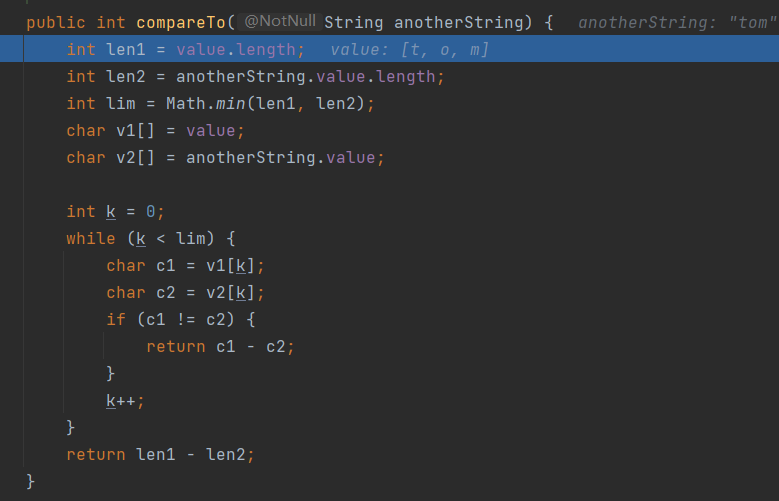 public int compareTo( @NotNull String anotherString) {  anotherString: "tom"
    int len1 = value.length;  value: [t, o, m]
    int len2 = anotherString.value.length;
    int lim = Math.min(len1, len2);
    char v1[] = value;
    char v2[] = anotherString.value;
    int k = 0;
    while (k < lim) {
        char c1 = v1[k];
        char c2 = v2[k];
        if (c1 != c2) {
            return c1 - c2;
        }
        k++;
    }
    return len1 - len2;
}